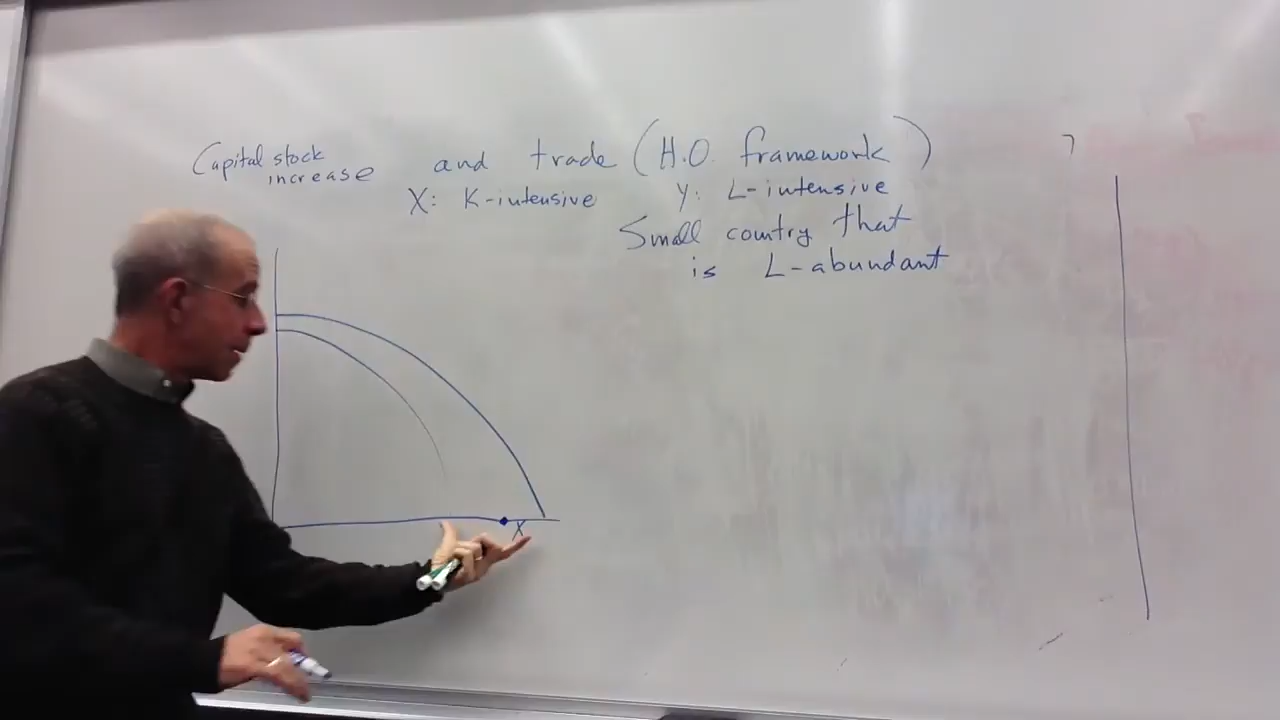 Capital stock increase and trade (H.O. framework)
X: K-intensive Y: L-intensive
Small country that
is L-abundant
X